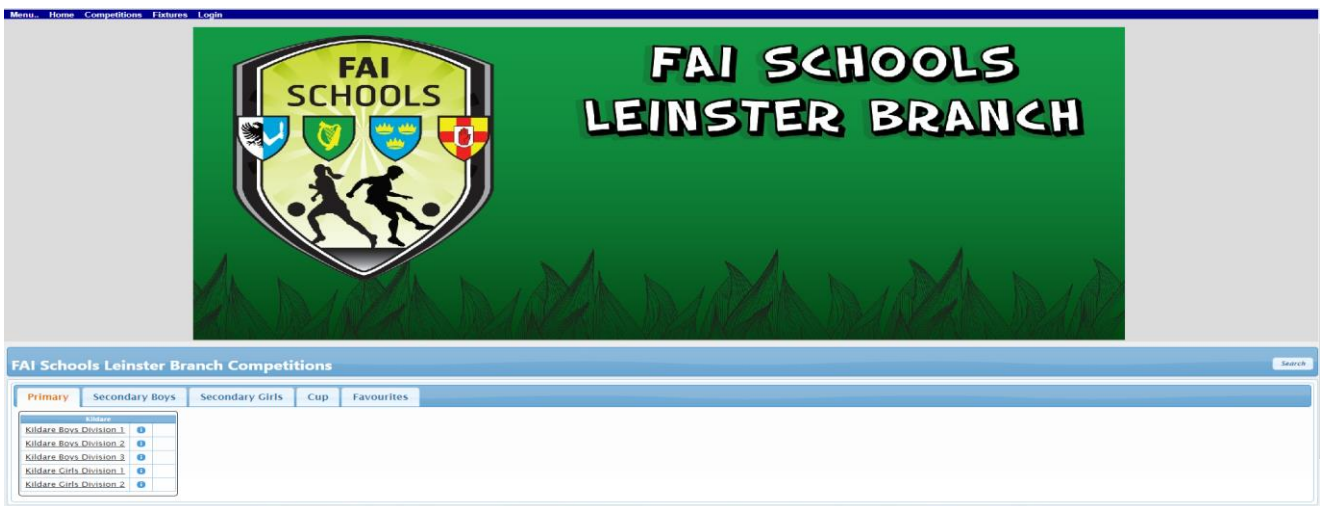 Menu.. Home Competitions Fixtures Login
FAI
SCHOOLS
FAI SCHOOLS
LEINSTER BRANCH
FAI Schools Leinster Branch Competitions
Search
Primary Secondary Boys Secondary Girls Cup Favourites
Kildare
Kildare Boys Division 1
Kildare Boys Division 2
Kildare Boys Division 3
Kildare Girls Division 1
Kildare Girls Division 2